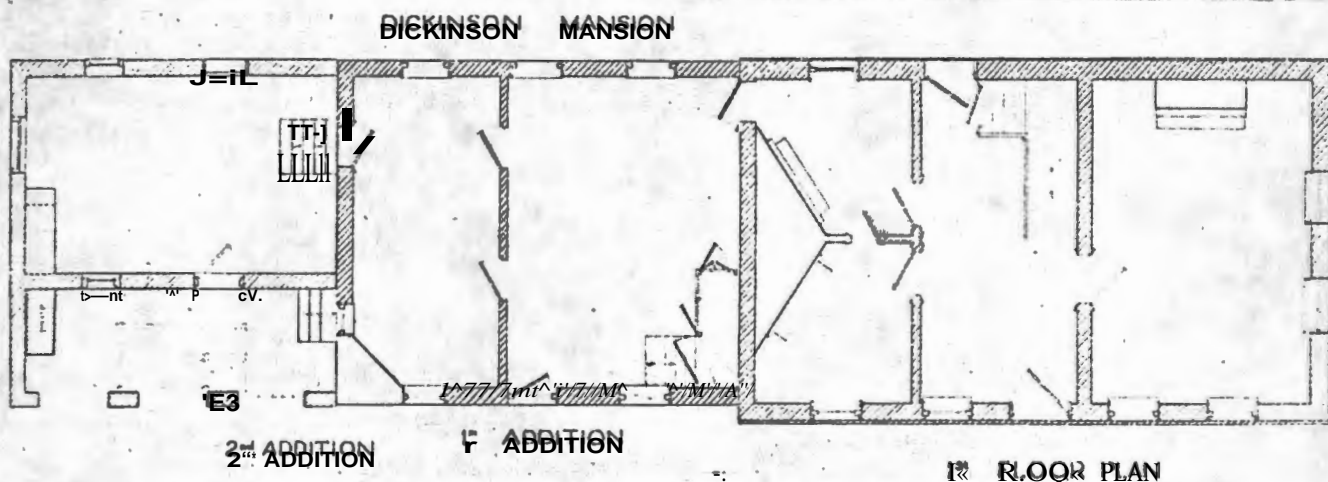 DICKINSON MANSION
2nd ADDITION
1st ADDITION
1st FLOOR PLAN